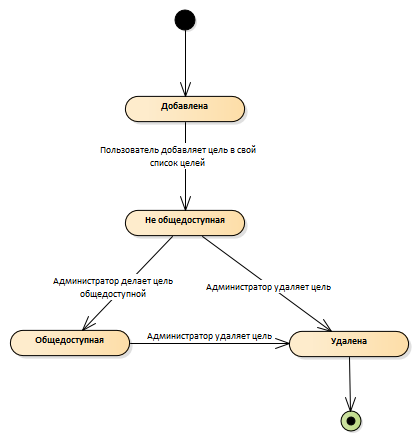 Добавлена
Пользователь добавляет цель в свой
список целей
Не общедоступная
Администратор делает цель
общедоступной
Администратор удаляет цель
Общедоступная
Администратор удаляет цель
Удалена